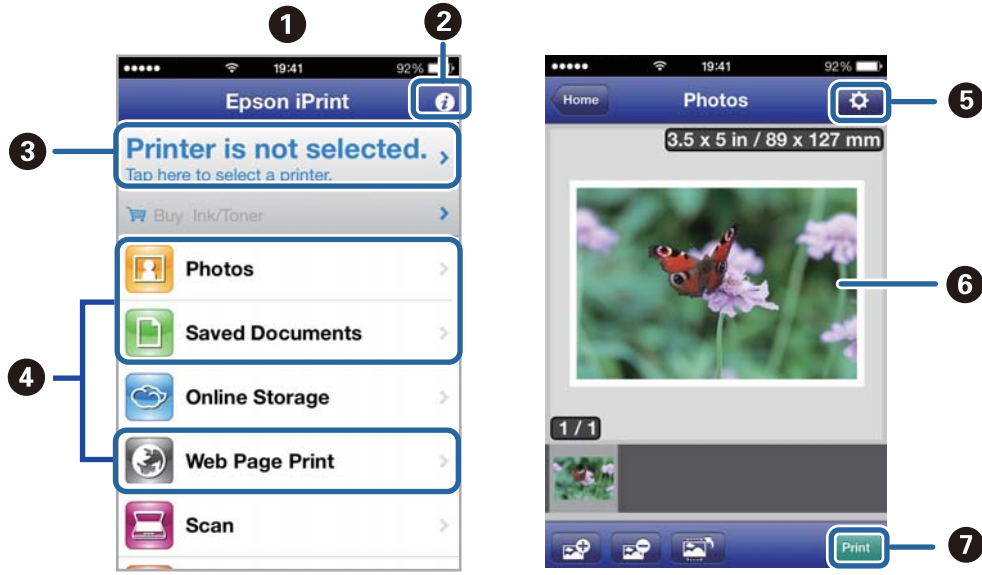 1
2
19:41
92%
Epson iPrint
i
3
Printer is not selected.
Tap here to select a printer.
Buy Ink/Toner
Photos
Saved Documents
4
Online Storage
Web Page Print
Scan
19:41
92%
Home
Photos
5
3.5 x 5 in / 89 x 127 mm
6
1 / 1
Print
7